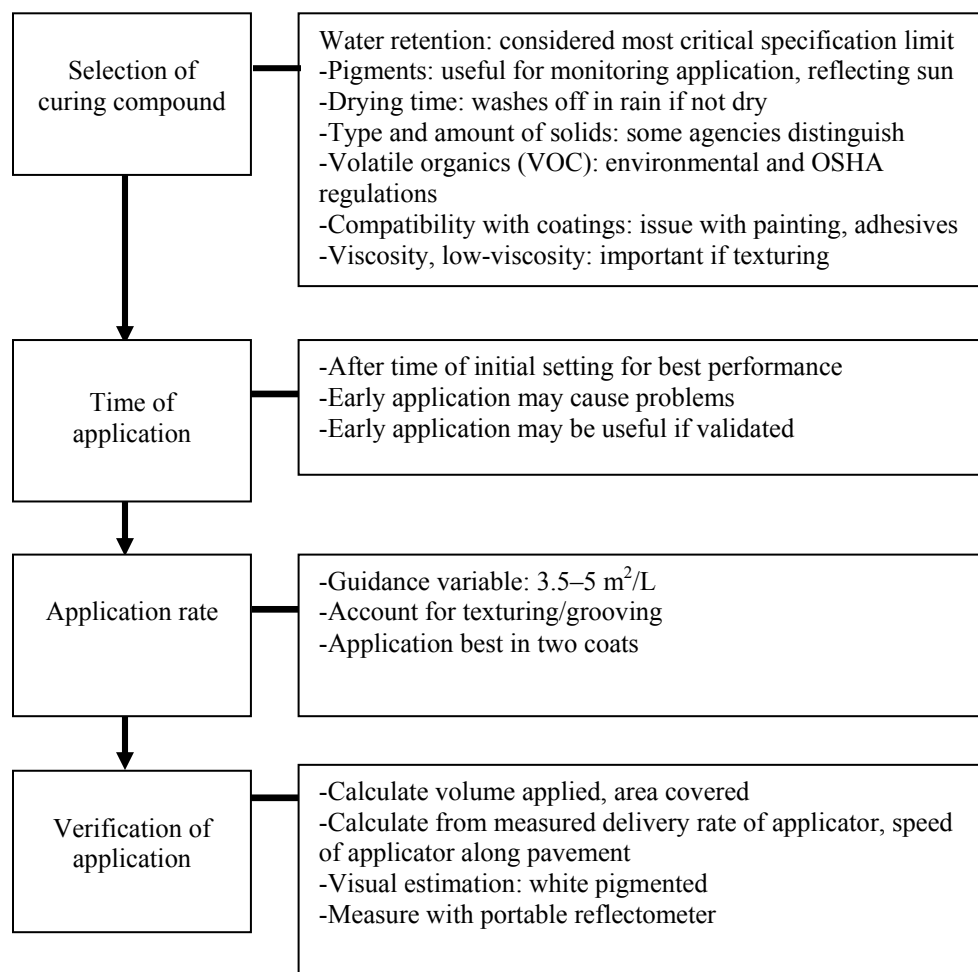 Selection of
curing compound
Water retention: considered most critical specification limit
-Pigments: useful for monitoring application, reflecting sun
-Drying time: washes off in rain if not dry
-Type and amount of solids: some agencies distinguish
-Volatile organics (VOC): environmental and OSHA
regulations
-Compatibility with coatings: issue with painting, adhesives
-Viscosity, low-viscosity: important if texturing
Time of
application
-After time of initial setting for best performance
-Early application may cause problems
-Early application may be useful if validated
Application rate
-Guidance variable: 3.5–5 m²/L
-Account for texturing/grooving
-Application best in two coats
Verification of
application
-Calculate volume applied, area covered
-Calculate from measured delivery rate of applicator, speed
of applicator along pavement
-Visual estimation: white pigmented
-Measure with portable reflectometer